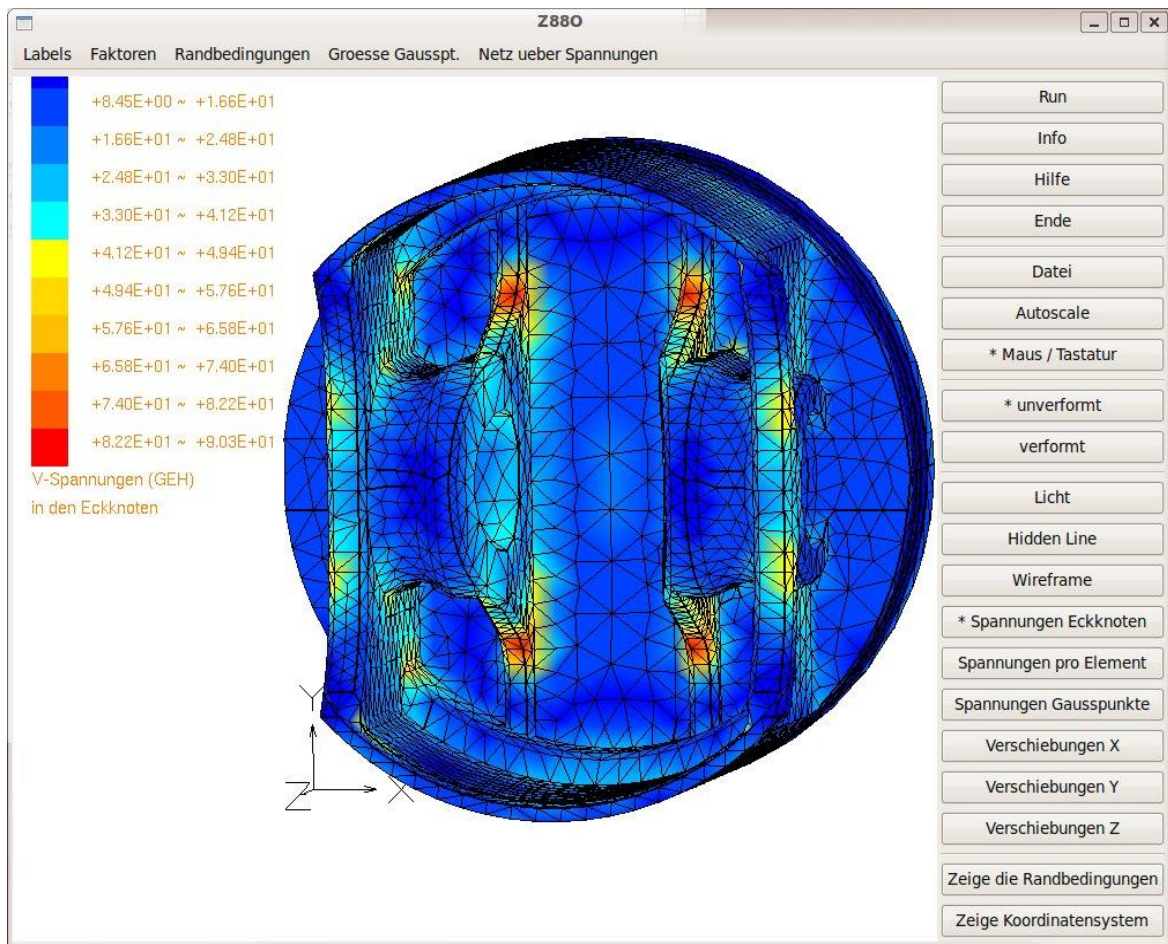 Z88O
Labels Faktoren Randbedingungen Groesse Gausspt. Netz ueber Spannungen
+8.45E+00 ~ +1.66E+01
+1.66E+01 ~ +2.48E+01
+2.48E+01 ~ +3.30E+01
+3.30E+01 ~ +4.12E+01
+4.12E+01 ~ +4.94E+01
+4.94E+01 ~ +5.76E+01
+5.76E+01 ~ +6.58E+01
+6.58E+01 ~ +7.40E+01
+7.40E+01 ~ +8.22E+01
+8.22E+01 ~ +9.03E+01
V-Spannungen (GEH)
in den Eckknoten
Y
Z
X
Run
Info
Hilfe
Ende
Datei
Autoscale
* Maus / Tastatur
* unverformt
verformt
Licht
Hidden Line
Wireframe
* Spannungen Eckknoten
Spannungen pro Element
Spannungen Gausspunkte
Verschiebungen X
Verschiebungen Y
Verschiebungen Z
Zeige die Randbedingungen
Zeige Koordinatensystem